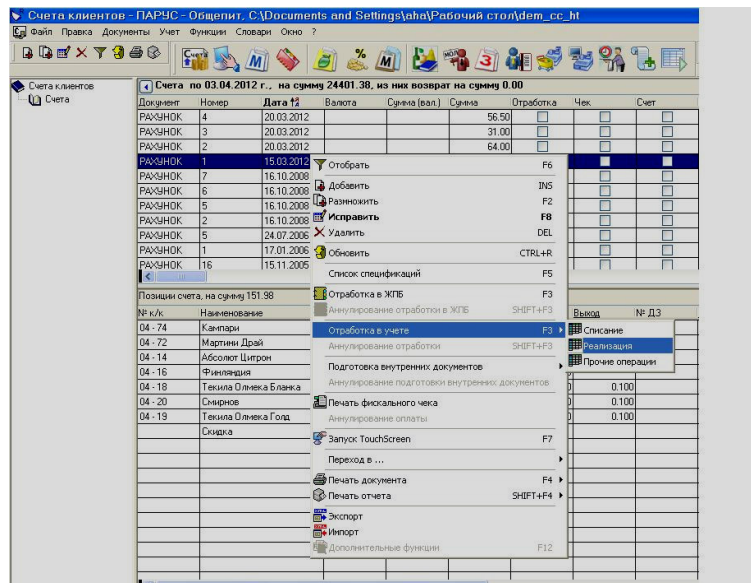 Счета клиентов - ПАРУС - Общепит, C:\Documents and Settings\aha\Рабочий стол\dem_cc_ht
Файл Правка Документы Учет Функции Словари Окно ?
Счета клиентов
Счета
Счета по 03.04.2012 г., на сумму 24401.38, из них возврат на сумму 0.00
Документ Номер Дата Валюта Сумма (вал.) Сумма Отработка Чек Счет
РАХУНОК 4 20.03.2012 56.50
РАХУНОК 3 20.03.2012 31.00
РАХУНОК 2 20.03.2012 64.00
РАХУНОК 1 15.03.2012
РАХУНОК 7 16.10.2008
РАХУНОК 6 16.10.2008
РАХУНОК 5 16.10.2008
РАХУНОК 2 16.10.2008
РАХУНОК 5 24.07.2006
РАХУНОК 1 17.01.2006
РАХУНОК 16 15.11.2005
Отобрать F6
Добавить INS
Размножить F2
Исправить F8
Удалить DEL
Обновить CTRL+R
Список спецификаций F5
Отработка в ЖПБ F3
Аннулирование отработки в ЖПБ SHIFT+F3
Отработка в учете F3
Аннулирование отработки SHIFT+F3
Подготовка внутренних документов
Аннулирование подготовки внутренних документов
Печать фискального чека
Аннулирование оплаты
Запуск TouchScreen F7
Переход в ...
Печать документа F4
Печать отчета SHIFT+F4
Экспорт
Импорт
Дополнительные функции F12
Списание
Реализация
Прочие операции
Позиции счета, на сумму 151.98
№ к/к Наименование Выход № ДЗ
04 - 74 Кампари
04 - 72 Мартини Драй
04 - 14 Абсолют Цитрон
04 - 16 Финляндия
04 - 18 Текила Олмека Бланка 0.100
04 - 20 Смирнов 0.100
04 - 19 Текила Олмека Голд 0.100
Скидка